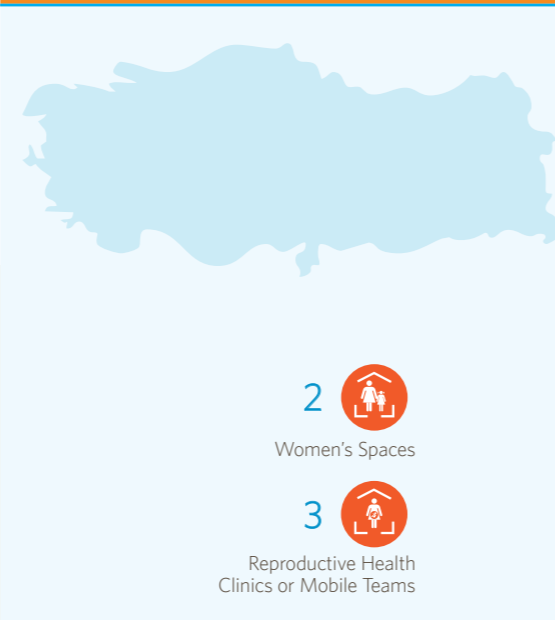 2
Women’s Spaces
3
Reproductive Health
Clinics or Mobile Teams